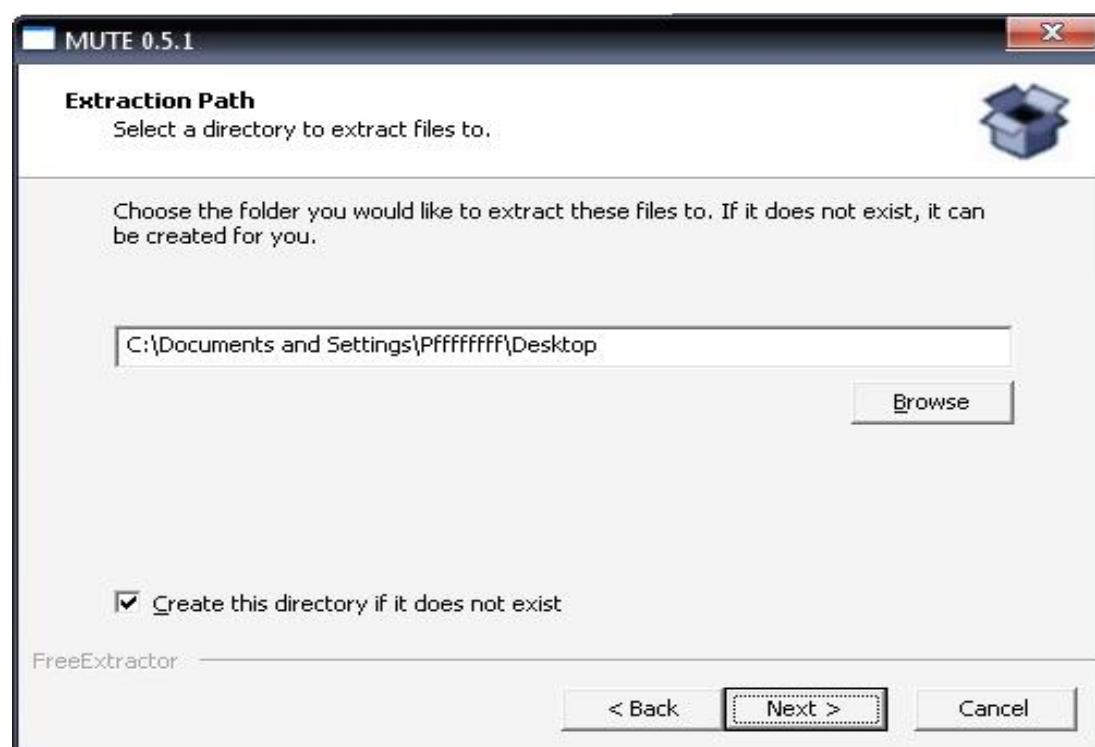 MUTE 0.5.1
Extraction Path
Select a directory to extract files to.
Choose the folder you would like to extract these files to. If it does not exist, it can
be created for you.
C:\Documents and Settings\Pffffffff\Desktop
Browse
Create this directory if it does not exist
FreeExtractor
< Back Next > Cancel